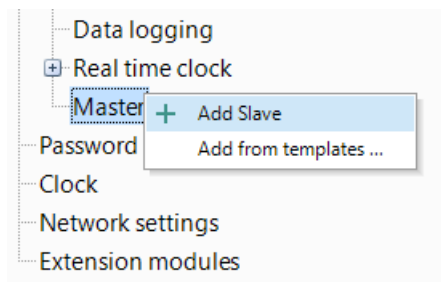 Data logging
Real time clock
Master
Add Slave
Password
Add from templates ...
Clock
Network settings
Extension modules